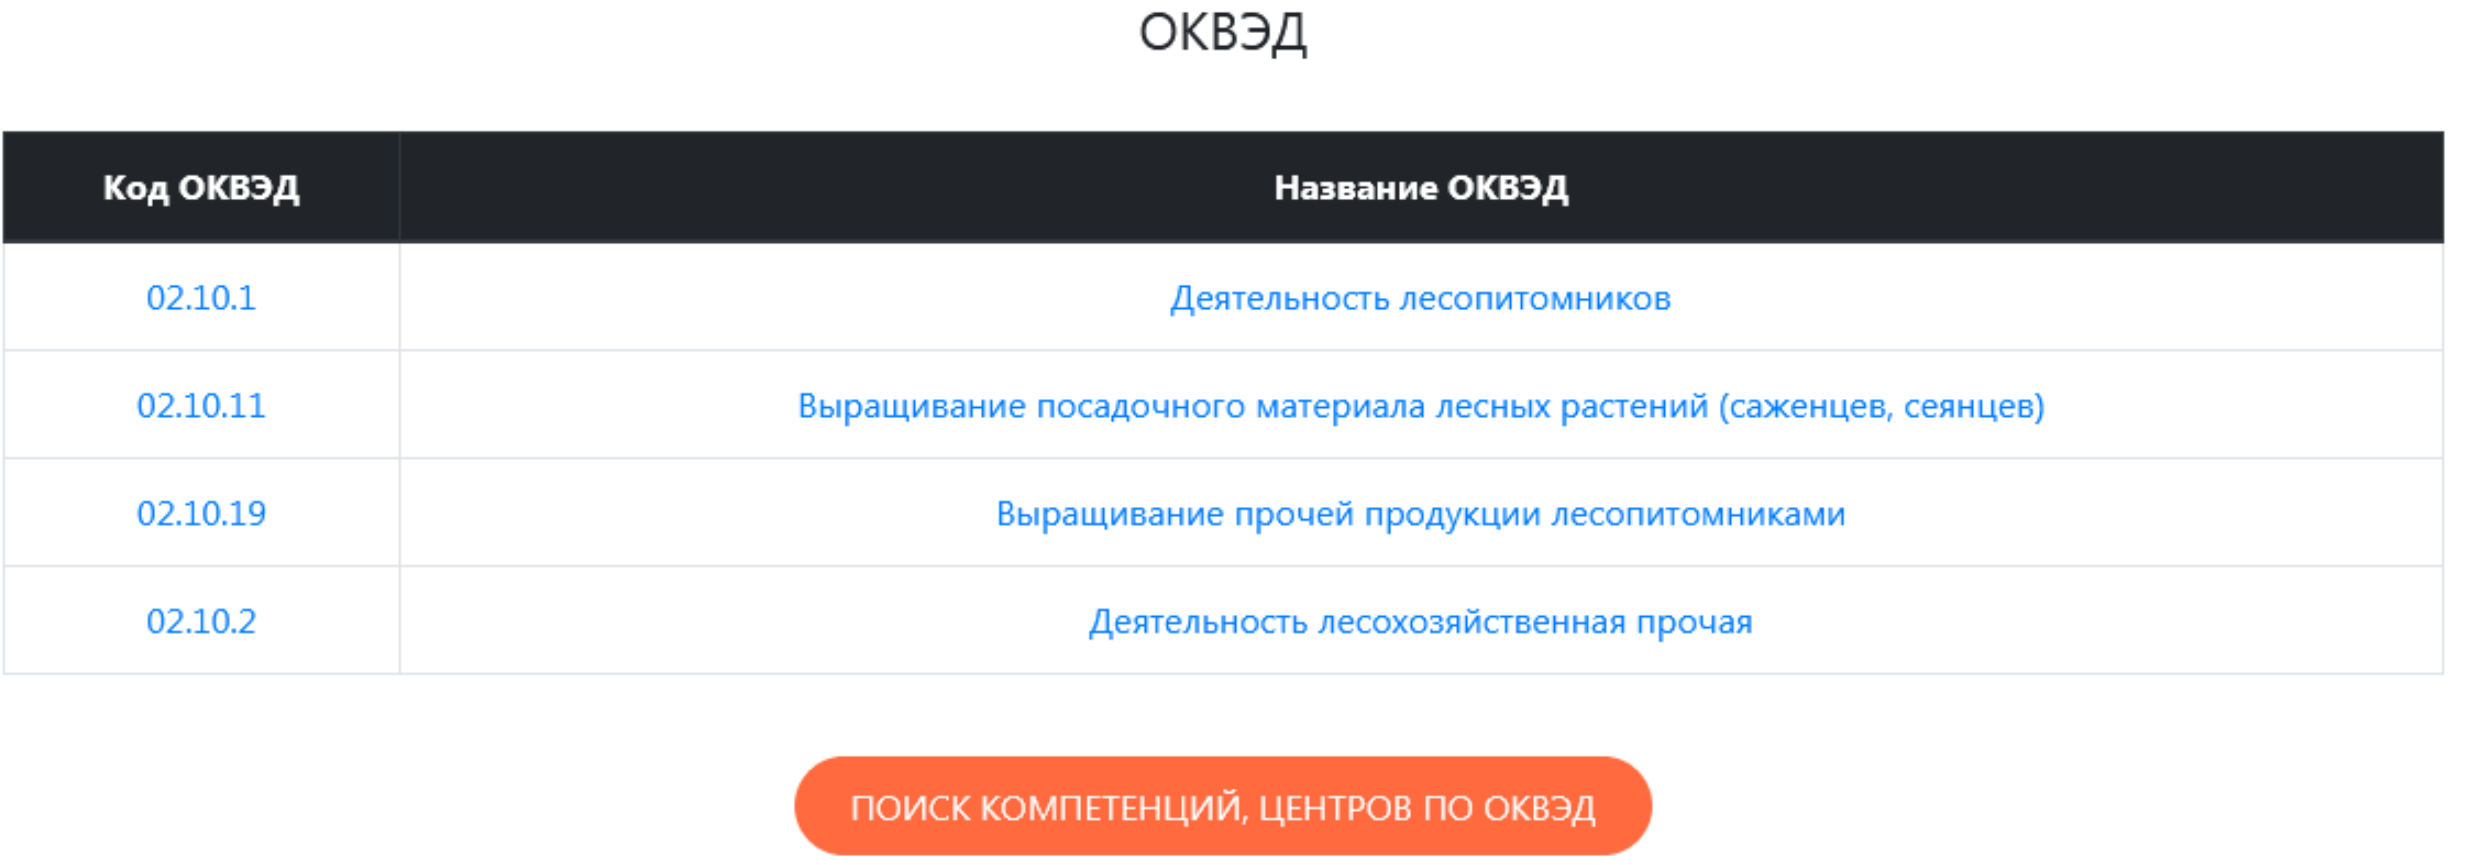 ОКВЭД
Код ОКВЭД Название ОКВЭД
02.10.1 Деятельность лесопитомников
02.10.11 Выращивание посадочного материала лесных растений (саженцев, сеянцев)
02.10.19 Выращивание прочей продукции лесопитомниками
02.10.2 Деятельность лесохозяйственная прочая
ПОИСК КОМПЕТЕНЦИЙ, ЦЕНТРОВ ПО ОКВЭД